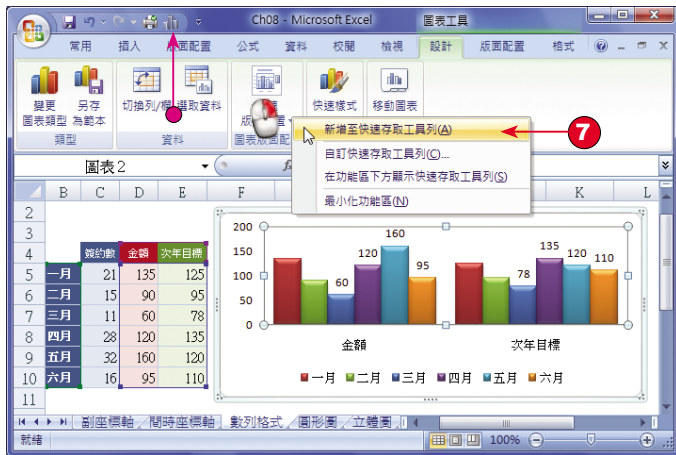 Ch08 - Microsoft Excel 圖表工具
常用 插入 版面配置 公式 資料 校閱 檢視 設計 版面配置 格式
變更 另存 切換列/欄 選取資料 快速樣式 移動圖表
圖表類型 為範本
類型 資料 圖表版面配
新增至快速存取工具列(A)
7
自訂快速存取工具列(C)...
在功能區下方顯示快速存取工具列(S)
最小化功能區(N)
圖表 2
B C D E F K L
2
3
4 簽約數 金額 次年目標
5 一月 21 135 125
6 二月 15 90 95
7 三月 11 60 78
8 四月 28 120 135
9 五月 32 160 120
10 六月 16 95 110
11
200
150
100
50
0
60 120 160 95
78 135 120 110
金額 次年目標
一月 二月 三月 四月 五月 六月
副座標軸 間時座標軸 數列格式 圓形圖 立體圖
就緒 100%